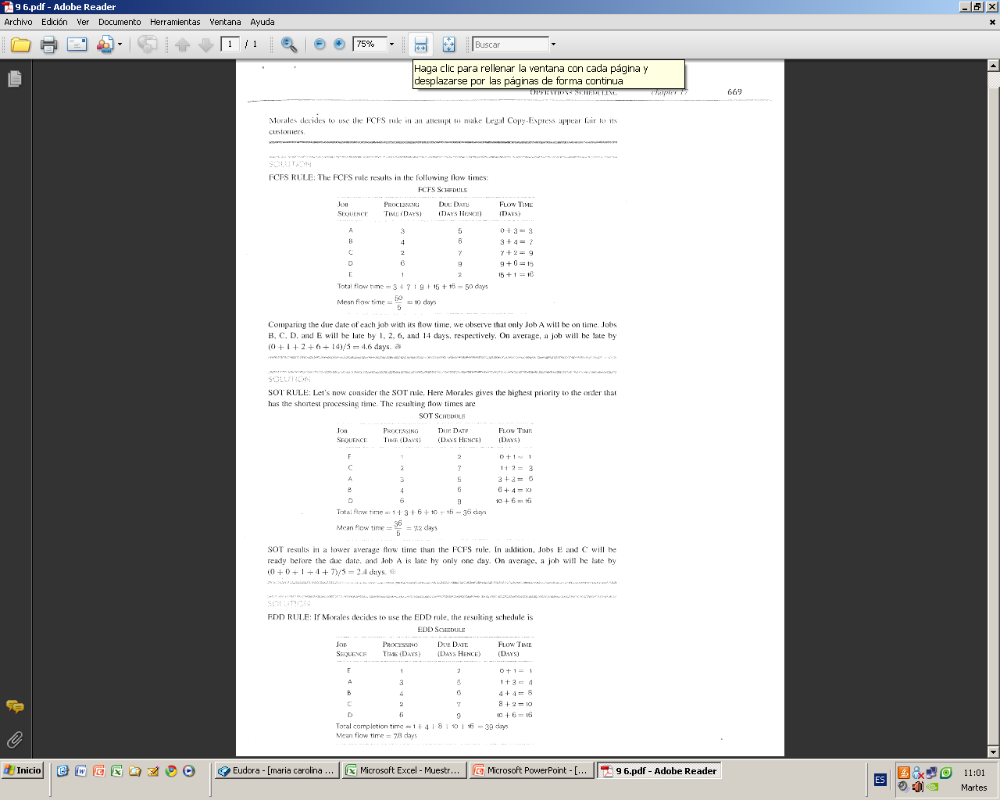 9 6.pdf - Adobe Reader
Archivo Edición Ver Documento Herramientas Ventana Ayuda
1 / 1 75% Buscar
Haga clic para rellenar la ventana con cada página y
desplazarse por las páginas de forma continua
OPERATIONS SCHEDULING chapter 17 669
Morales decides to use the FCFS rule in an attempt to make Legal Copy-Express appear fair to its
customers.
SOLUTION
FCFS RULE: The FCFS rule results in the following flow times:
FCFS SCHEDULE
JOB PROCESSING DUE DATE FLOW TIME
SEQUENCE TIME (DAYS) (DAYS HENCE) (DAYS)
A 3 5 0 + 3 = 3
B 4 6 3 + 4 = 7
C 2 7 7 + 2 = 9
D 6 9 9 + 6 = 15
E 1 2 15 + 1 = 16
Total flow time = 3 + 7 + 9 + 15 + 16 = 50 days
Mean flow time = 50/5 = 10 days
Comparing the due date of each job with its flow time, we observe that only Job A will be on time. Jobs
B, C, D, and E will be late by 1, 2, 6, and 14 days, respectively. On average, a job will be late by
(0 + 1 + 2 + 6 + 14)/5 = 4.6 days.
SOLUTION
SOT RULE: Let's now consider the SOT rule. Here Morales gives the highest priority to the order that
has the shortest processing time. The resulting flow times are
SOT SCHEDULE
JOB PROCESSING DUE DATE FLOW TIME
SEQUENCE TIME (DAYS) (DAYS HENCE) (DAYS)
E 1 2 0 + 1 = 1
C 2 7 1 + 2 = 3
A 3 5 3 + 3 = 6
B 4 6 6 + 4 = 10
D 6 9 10 + 6 = 16
Total flow time = 1 + 3 + 6 + 10 + 16 = 36 days
Mean flow time = 36/5 = 7.2 days
SOT results in a lower average flow time than the FCFS rule. In addition, Jobs E and C will be
ready before the due date, and Job A is late by only one day. On average, a job will be late by
(0 + 0 + 1 + 4 + 7)/5 = 2.4 days.
SOLUTION
EDD RULE: If Morales decides to use the EDD rule, the resulting schedule is
EDD SCHEDULE
JOB PROCESSING DUE DATE FLOW TIME
SEQUENCE TIME (DAYS) (DAYS HENCE) (DAYS)
E 1 2 0 + 1 = 1
A 3 5 1 + 3 = 4
B 4 6 4 + 4 = 8
C 2 7 8 + 2 = 10
D 6 9 10 + 6 = 16
Total completion time = 1 + 4 + 8 + 10 + 16 = 39 days
Mean flow time = 7.8 days
Inicio Eudora - [maria carolina ... Microsoft Excel - Muestr... Microsoft PowerPoint - [... 9 6.pdf - Adobe Reader ES 11:01
Martes